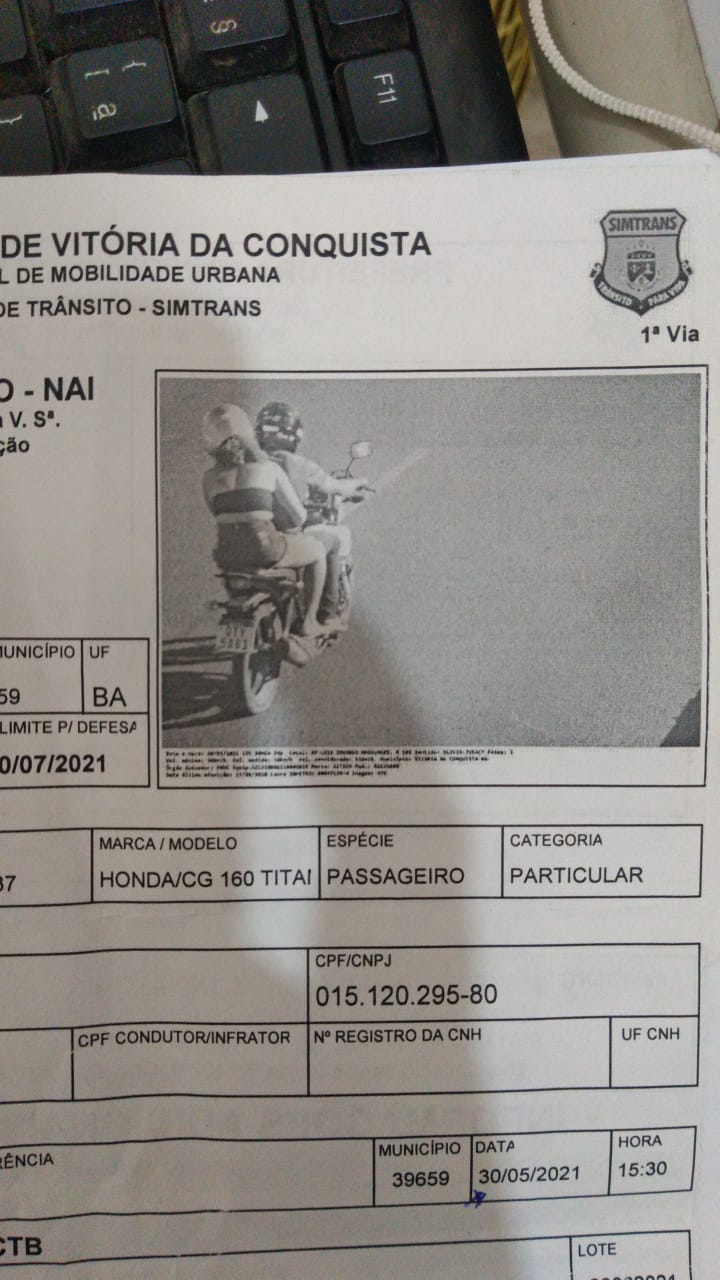 §
{
[
ª
F11
}
DE VITÓRIA DA CONQUISTA
L DE MOBILIDADE URBANA
DE TRÂNSITO - SIMTRANS
SIMTRANS
TRÂNSITO PARA VIDA
1ª Via
O - NAI
a V. Sª.
ção
MUNICÍPIO UF
59 BA
LIMITE P/ DEFESA
0/07/2021
MARCA / MODELO ESPÉCIE CATEGORIA
37 HONDA/CG 160 TITAI PASSAGEIRO PARTICULAR
CPF/CNPJ
015.120.295-80
CPF CONDUTOR/INFRATOR Nº REGISTRO DA CNH UF CNH
RÊNCIA MUNICÍPIO DATA HORA
39659 30/05/2021 15:30
CTB
LOTE